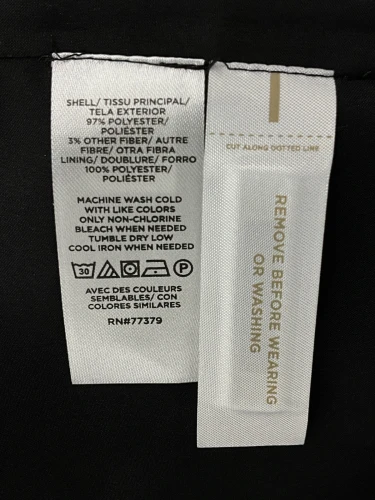 SHELL/ TISSU PRINCIPAL/
TELA EXTERIOR
97% POLYESTER/
POLIÉSTER
3% OTHER FIBER/ AUTRE
FIBRE/ OTRA FIBRA
LINING/ DOUBLURE/ FORRO
100% POLYESTER/
POLIÉSTER
MACHINE WASH COLD
WITH LIKE COLORS
ONLY NON-CHLORINE
BLEACH WHEN NEEDED
TUMBLE DRY LOW
COOL IRON WHEN NEEDED
30 P
AVEC DES COULEURS
SEMBLABLES/ CON
COLORES SIMILARES
RN#77379
CUT ALONG DOTTED LINE
REMOVE BEFORE WEARING
OR WASHING